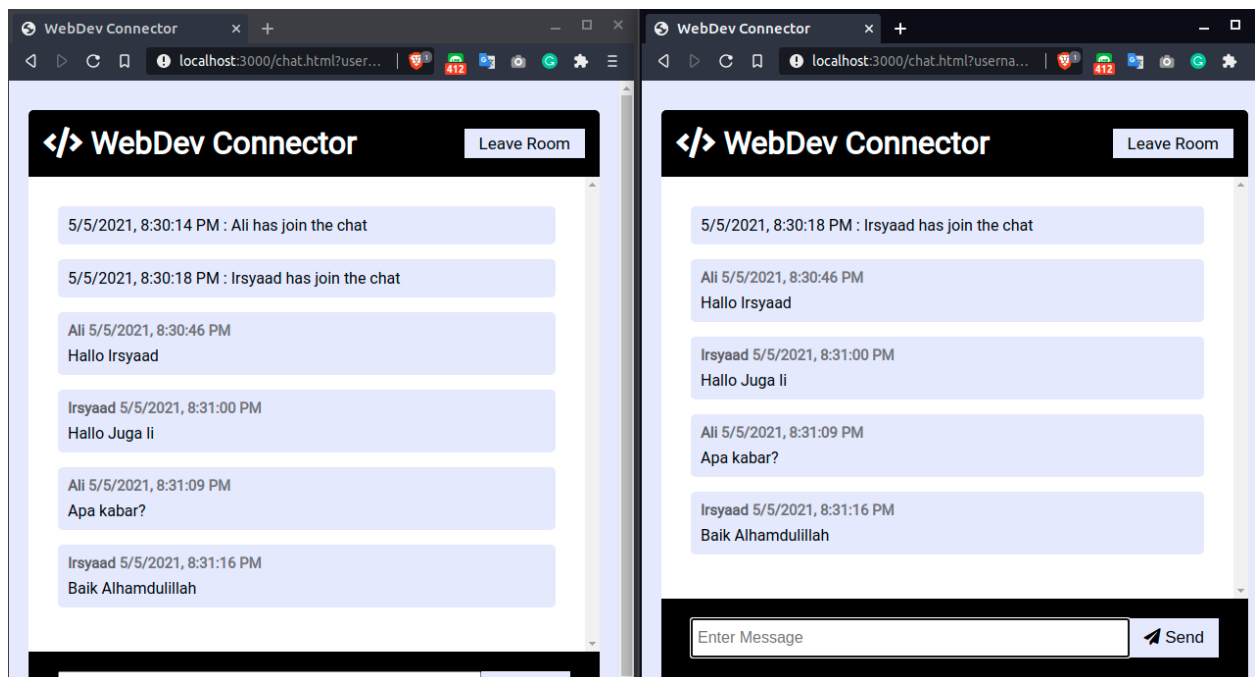 WebDev Connector
localhost:3000/chat.html?user...
1
412
</> WebDev Connector
Leave Room
5/5/2021, 8:30:14 PM : Ali has join the chat
5/5/2021, 8:30:18 PM : Irsyaad has join the chat
Ali 5/5/2021, 8:30:46 PM
Hallo Irsyaad
Irsyaad 5/5/2021, 8:31:00 PM
Hallo Juga li
Ali 5/5/2021, 8:31:09 PM
Apa kabar?
Irsyaad 5/5/2021, 8:31:16 PM
Baik Alhamdulillah
WebDev Connector
localhost:3000/chat.html?userna...
1
412
</> WebDev Connector
Leave Room
5/5/2021, 8:30:18 PM : Irsyaad has join the chat
Ali 5/5/2021, 8:30:46 PM
Hallo Irsyaad
Irsyaad 5/5/2021, 8:31:00 PM
Hallo Juga li
Ali 5/5/2021, 8:31:09 PM
Apa kabar?
Irsyaad 5/5/2021, 8:31:16 PM
Baik Alhamdulillah
Enter Message
Send